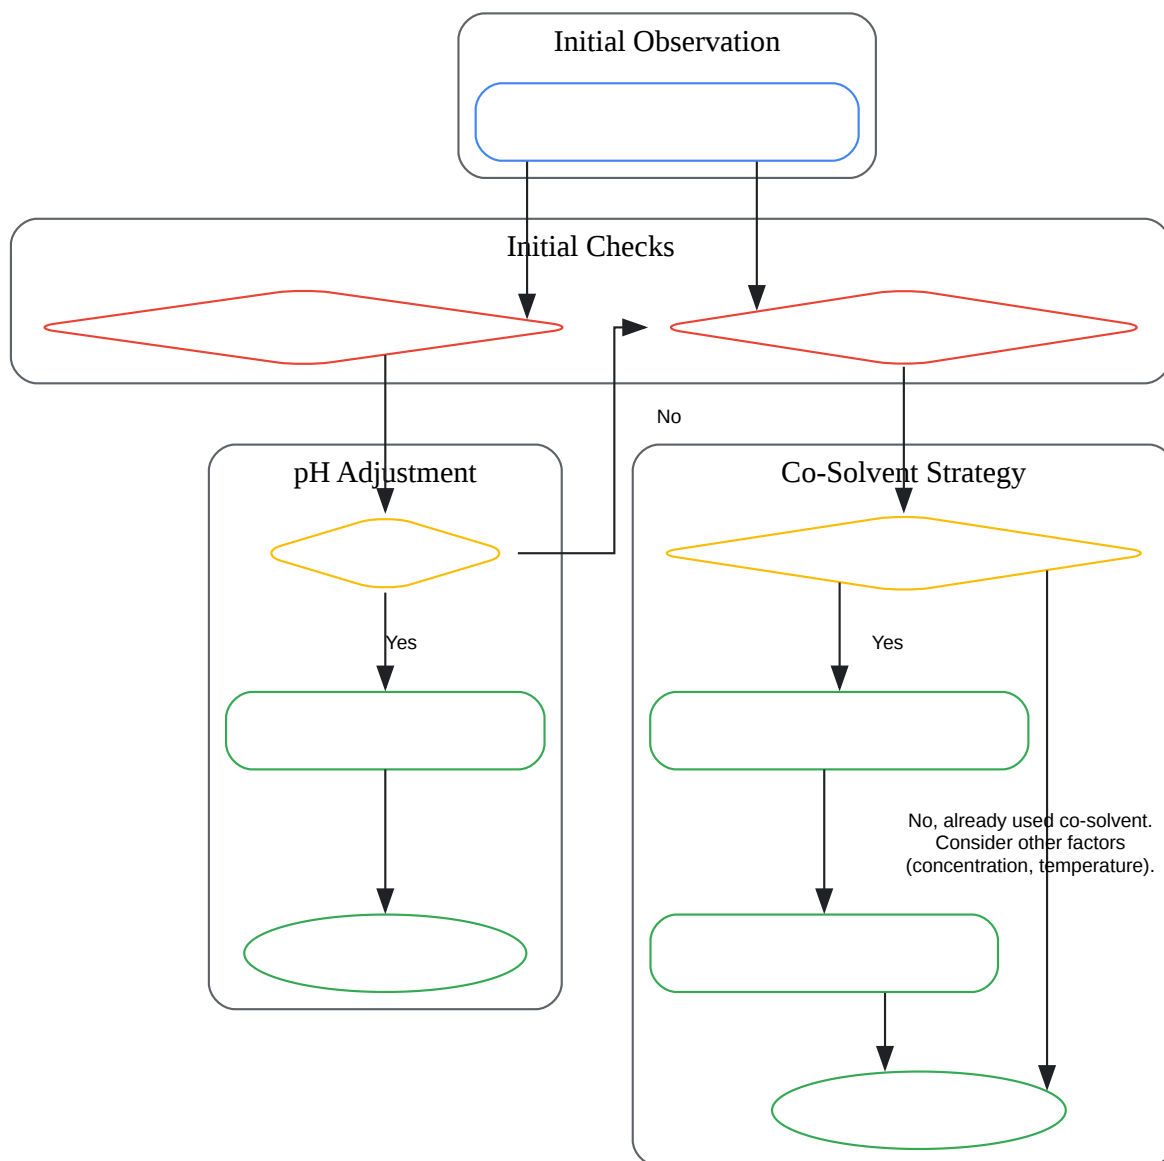 Initial Observation
Initial Checks
No
pH Adjustment
Co-Solvent Strategy
Yes
Yes
No, already used co-solvent.
Consider other factors
(concentration, temperature).